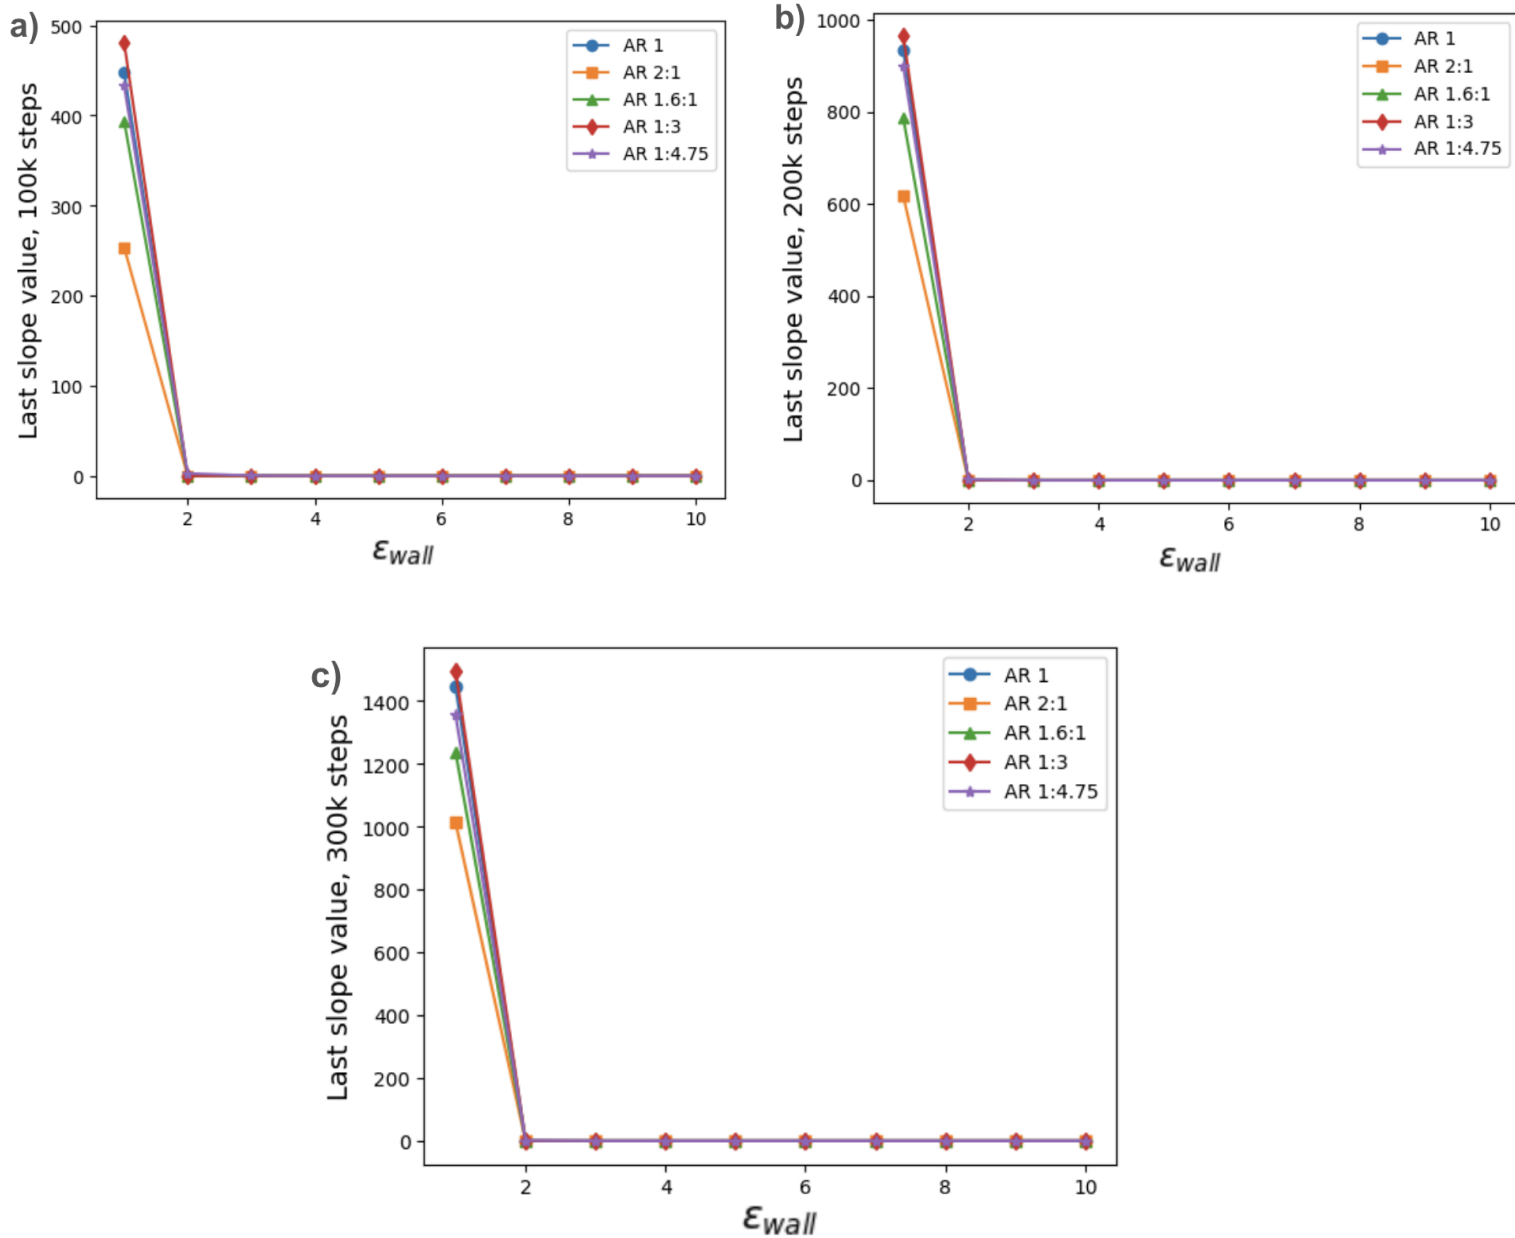 a)
Last slope value, 100k steps
500
400
300
200
100
0
2 4 6 8 10
ε_wall
AR 1
AR 2:1
AR 1.6:1
AR 1:3
AR 1:4.75
b)
Last slope value, 200k steps
1000
800
600
400
200
0
2 4 6 8 10
ε_wall
AR 1
AR 2:1
AR 1.6:1
AR 1:3
AR 1:4.75
c)
Last slope value, 300k steps
1400
1200
1000
800
600
400
200
0
2 4 6 8 10
ε_wall
AR 1
AR 2:1
AR 1.6:1
AR 1:3
AR 1:4.75